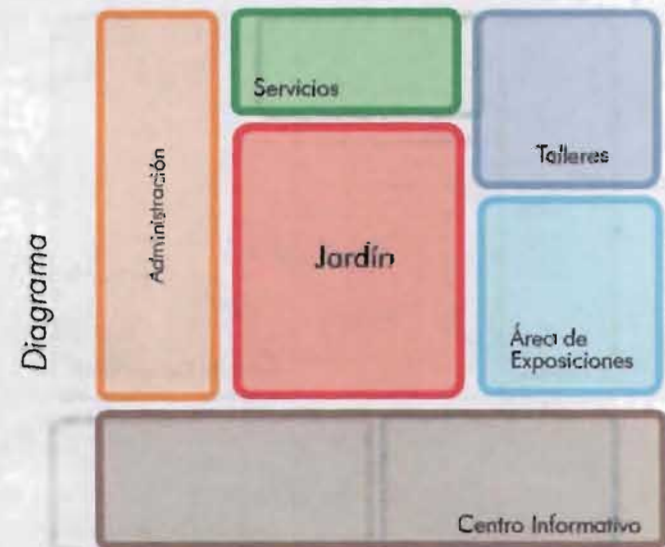 Diagrama
Administración
Servicios
Jardín
Talleres
Área de
Exposiciones
Centro Informativo